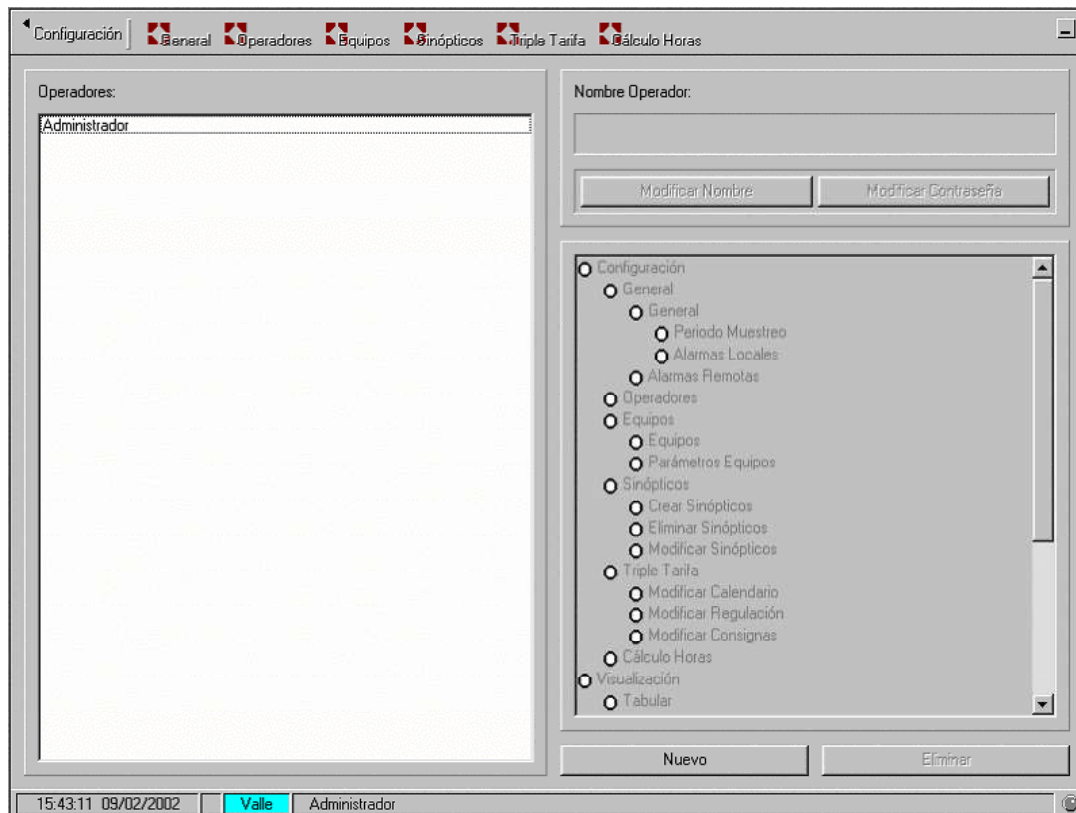 Configuración General Operadores Equipos Sinópticos Triple Tarifa Cálculo Horas
Operadores:
Administrador
Nombre Operador:
Modificar Nombre Modificar Contraseña
Configuración
General
General
Periodo Muestreo
Alarmas Locales
Alarmas Remotas
Operadores
Equipos
Equipos
Parámetros Equipos
Sinópticos
Crear Sinópticos
Eliminar Sinópticos
Modificar Sinópticos
Triple Tarifa
Modificar Calendario
Modificar Regulación
Modificar Consignas
Cálculo Horas
Visualización
Tabular
Nuevo Eliminar
15:43:11 09/02/2002 Valle Administrador